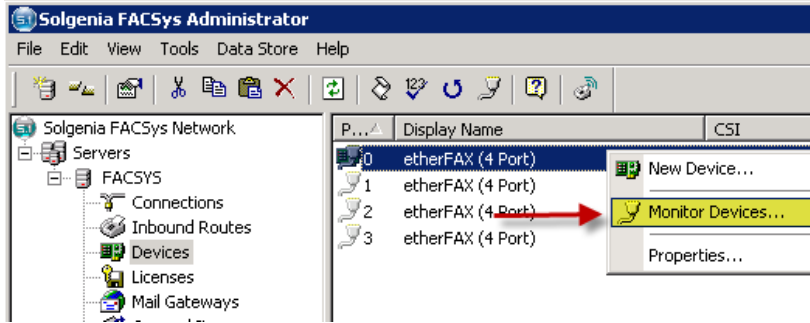 Solgenia FACSys Administrator
File Edit View Tools Data Store Help
123
Solgenia FACSys Network
Servers
FACSYS
Connections
Inbound Routes
Devices
Licenses
Mail Gateways
P... Display Name CSI
0 etherFAX (4 Port)
1 etherFAX (4 Port)
2 etherFAX (4 Port)
3 etherFAX (4 Port)
New Device...
Monitor Devices...
Properties...